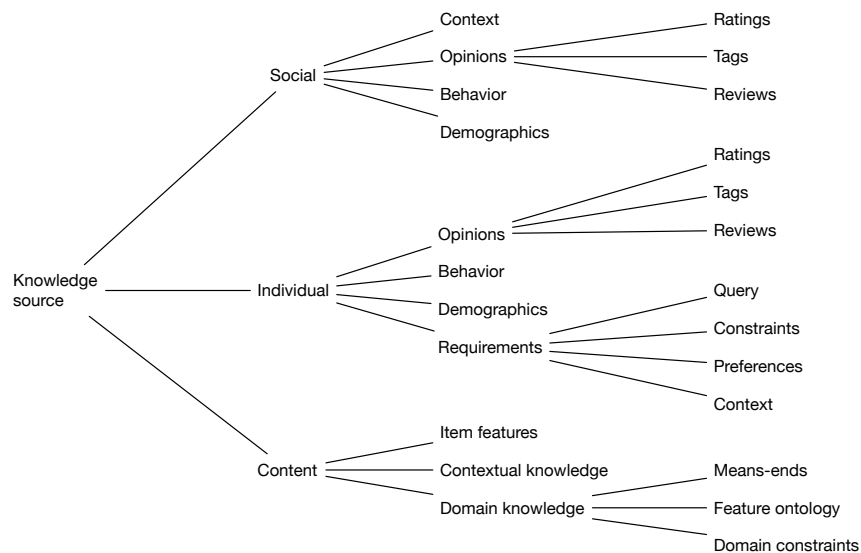 Context
Ratings
Opinions
Tags
Social
Behavior
Reviews
Demographics
Ratings
Tags
Opinions
Reviews
Behavior
Knowledge
source
Individual
Query
Demographics
Constraints
Requirements
Preferences
Context
Item features
Content
Contextual knowledge
Means-ends
Domain knowledge
Feature ontology
Domain constraints